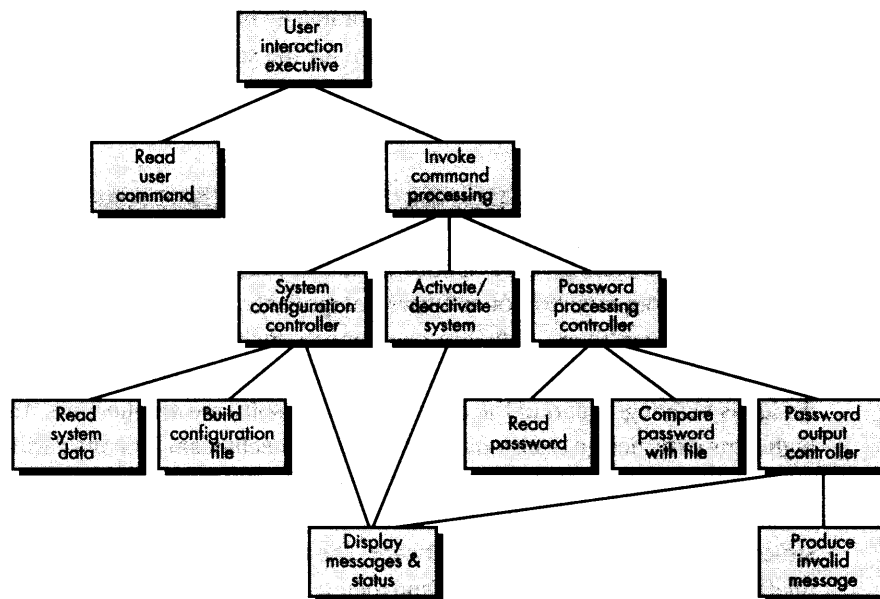 User
interaction
executive
Read
user
command
Invoke
command
processing
System
configuration
controller
Activate/
deactivate
system
Password
processing
controller
Read
system
data
Build
configuration
file
Read
password
Compare
password
with file
Password
output
controller
Display
messages &
status
Produce
invalid
message